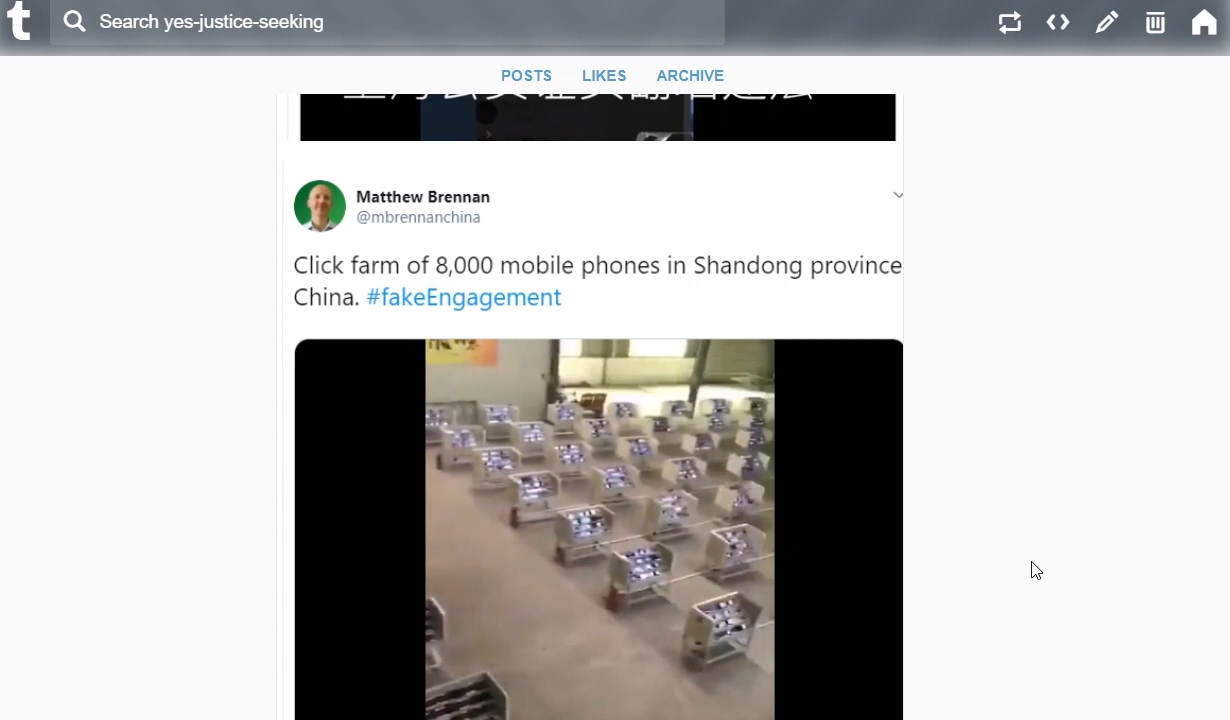 t
Search yes-justice-seeking
POSTS LIKES ARCHIVE
Matthew Brennan
@mbrennanchina
Click farm of 8,000 mobile phones in Shandong province
China. #fakeEngagement